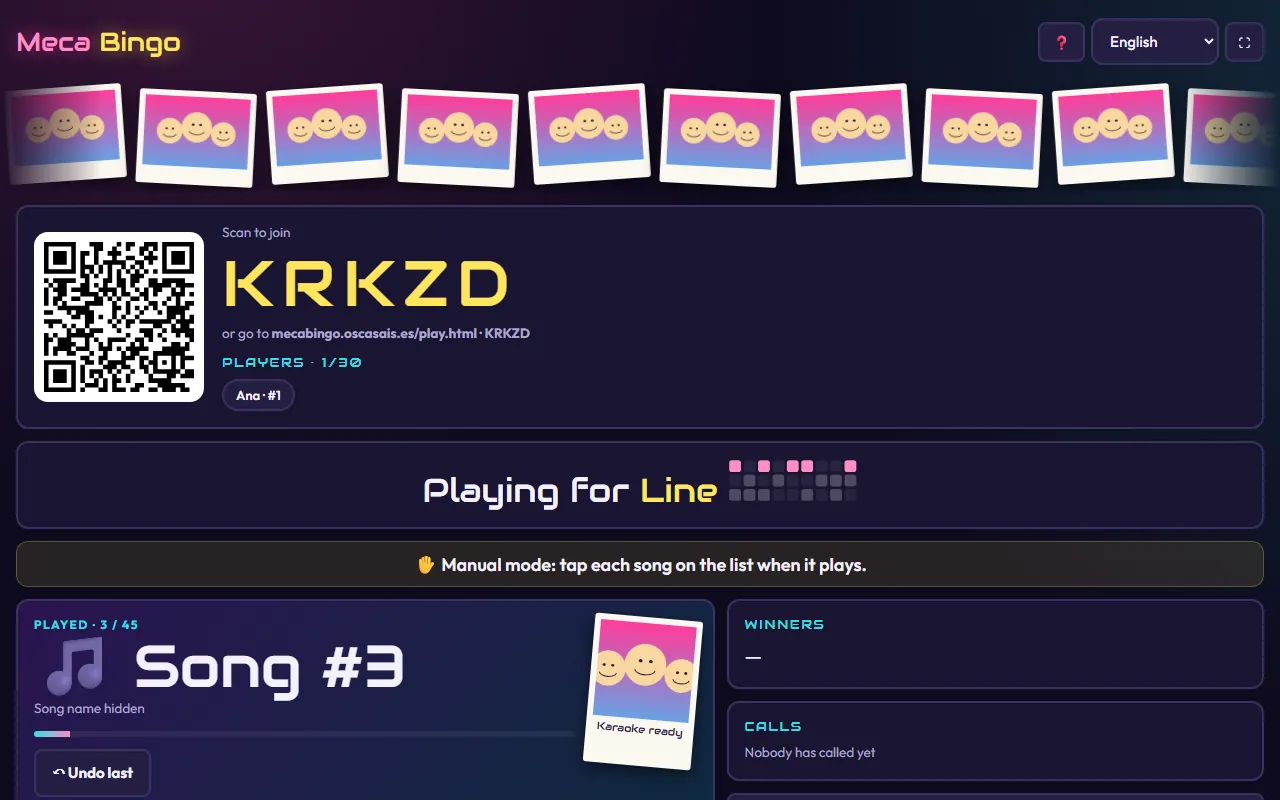 Meca Bingo
❓
English
Scan to join
KRKZD
or go to mecabingo.oscasais.es/play.html · KRKZD
PLAYERS · 1/30
Ana · #1
Playing for Line
✋ Manual mode: tap each song on the list when it plays.
PLAYED · 3 / 45
Song #3
Song name hidden
↶ Undo last
Karaoke ready
WINNERS
—
CALLS
Nobody has called yet